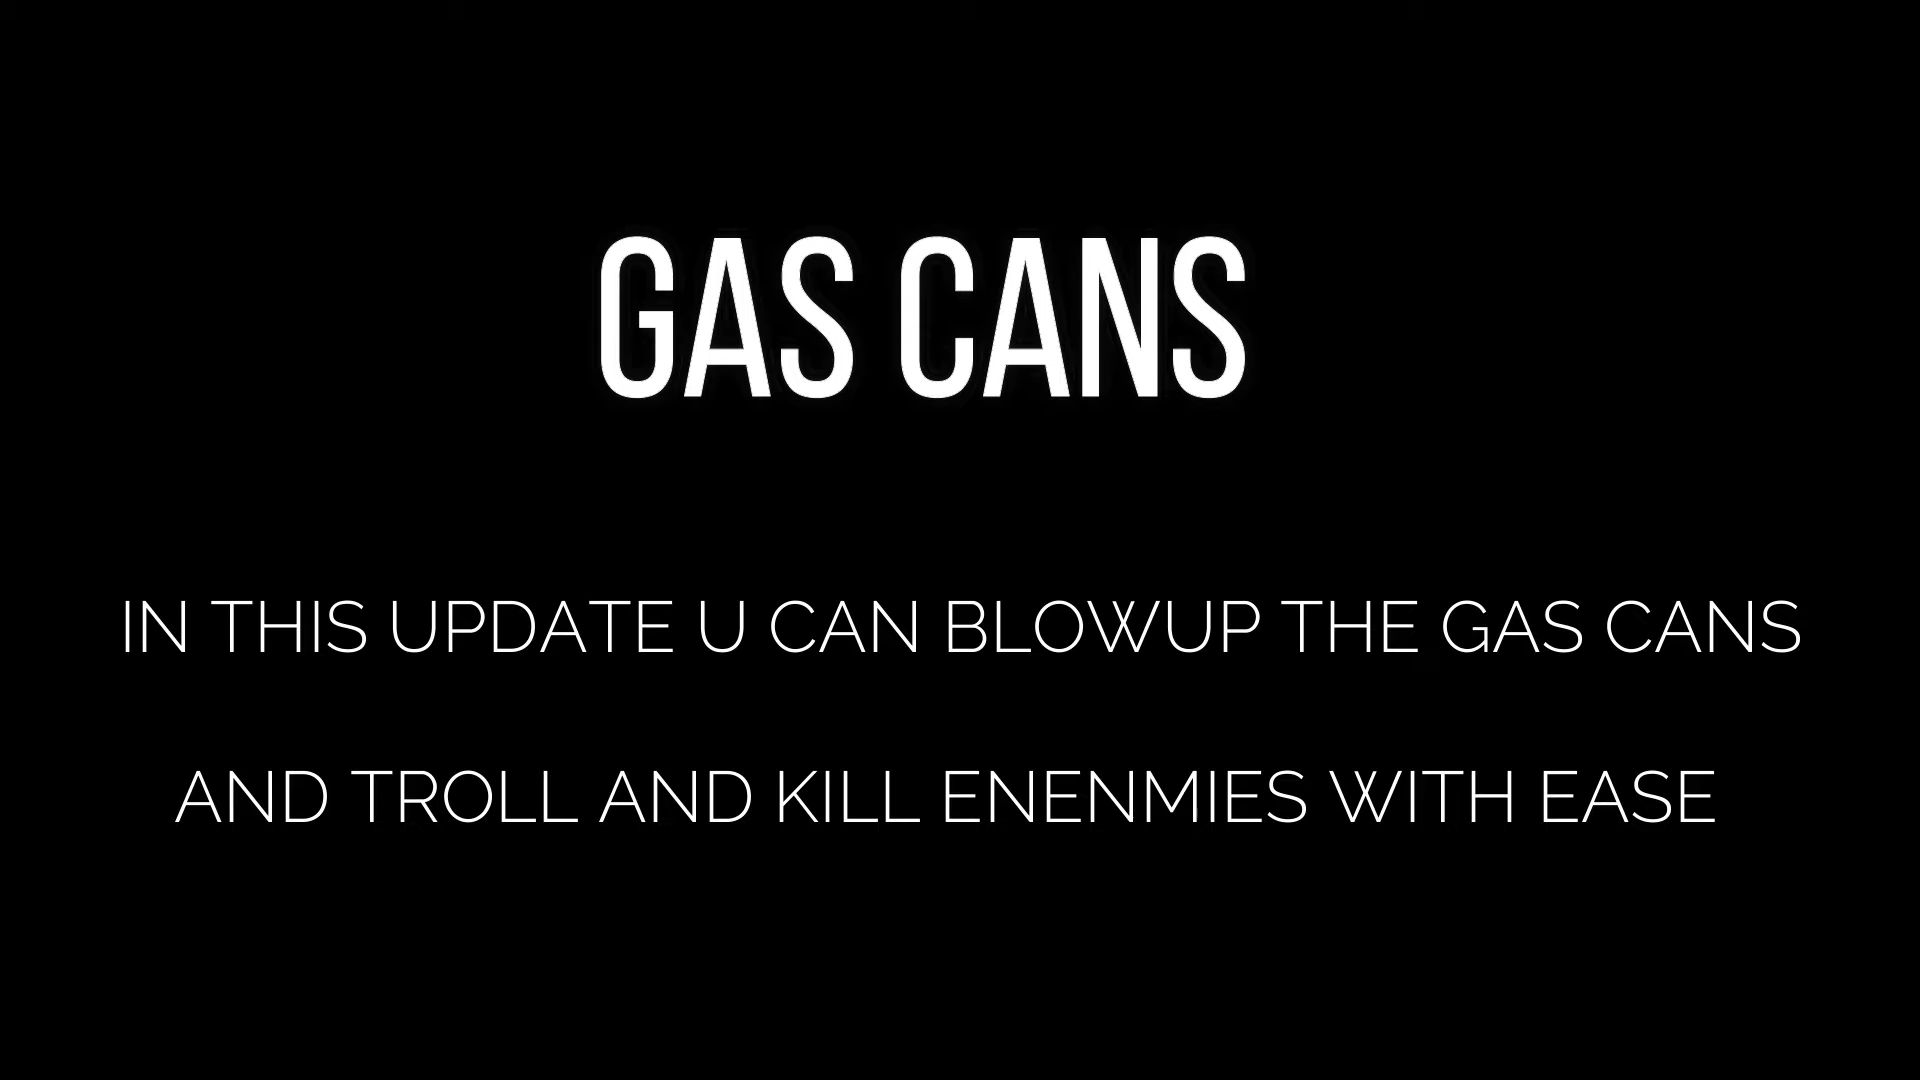 GAS CANS
IN THIS UPDATE U CAN BLOWUP THE GAS CANS
AND TROLL AND KILL ENENMIES WITH EASE